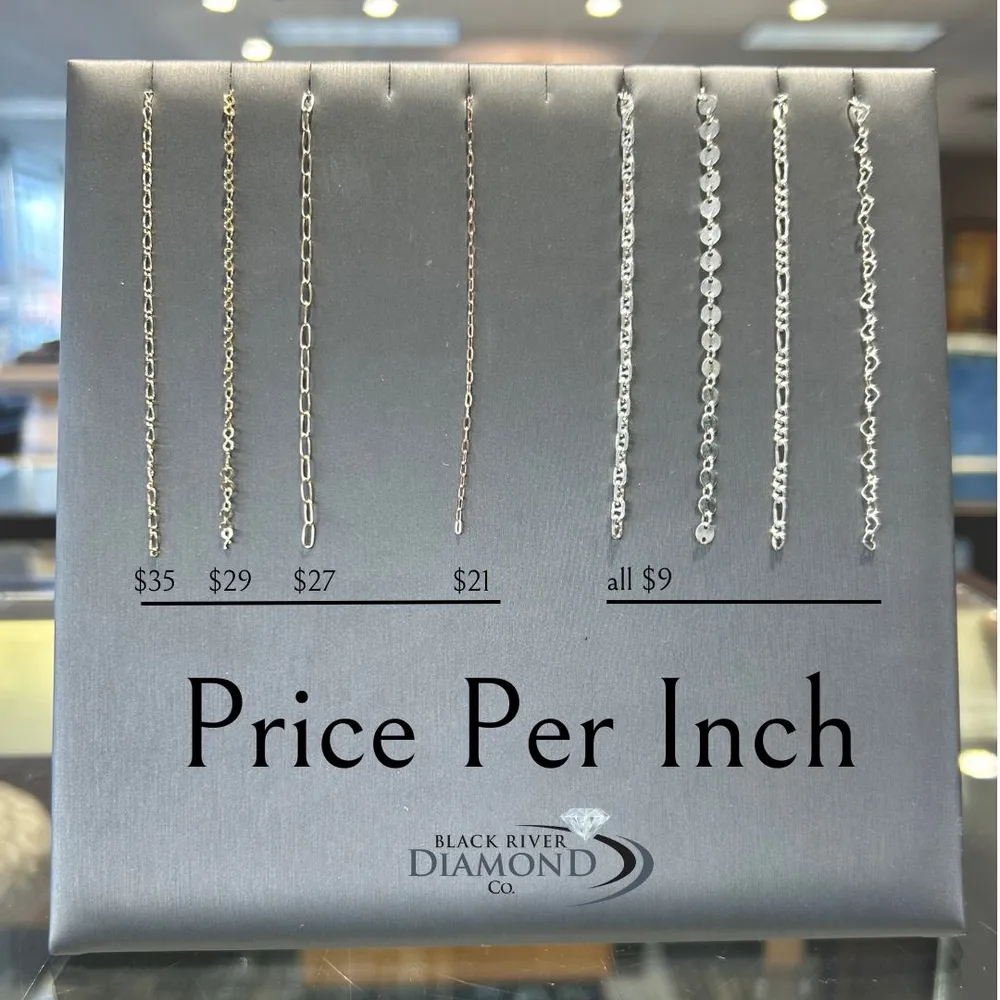 $35 $29 $27 $21 all $9
Price Per Inch
BLACK RIVER
DIAMOND
Co.